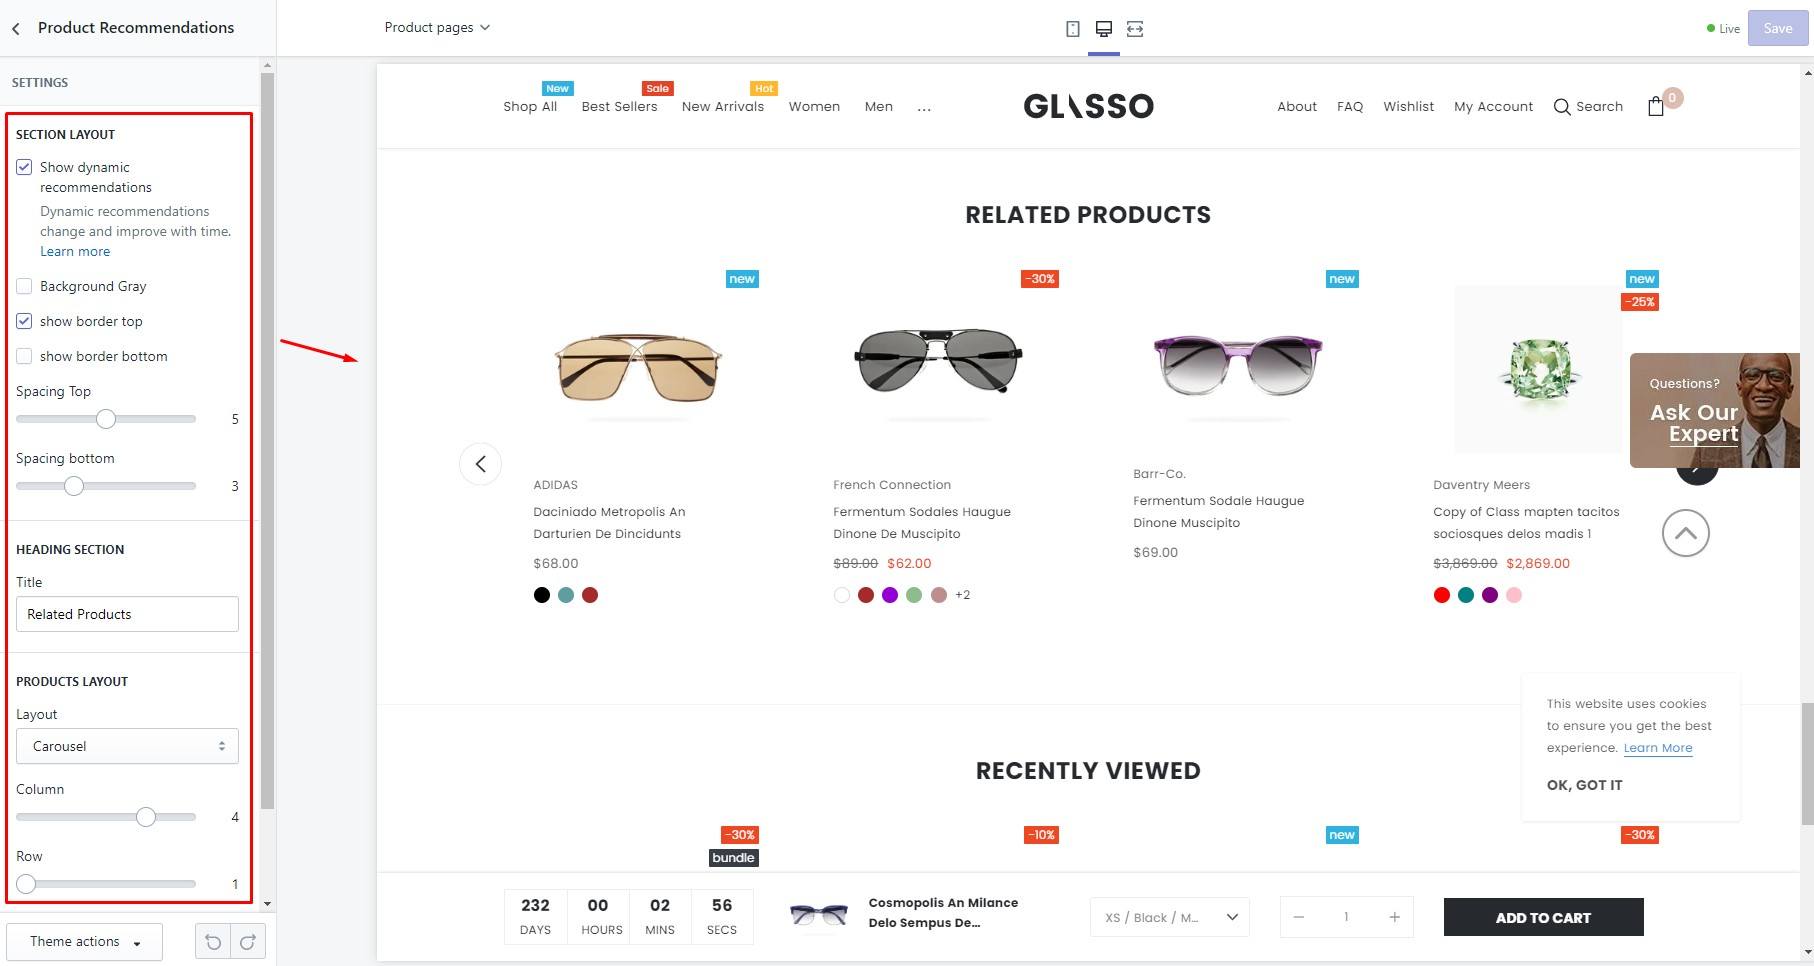 Product Recommendations
Product pages
Live
Save
SETTINGS
SECTION LAYOUT
Show dynamic
recommendations
Dynamic recommendations
change and improve with time.
Learn more
Background Gray
show border top
show border bottom
Spacing Top
5
Spacing bottom
3
HEADING SECTION
Title
Related Products
PRODUCTS LAYOUT
Layout
Carousel
Column
4
Row
1
Theme actions
New
Sale
Hot
Shop All
Best Sellers
New Arrivals
Women
Men
...
GLASSO
About
FAQ
Wishlist
My Account
Search
0
RELATED PRODUCTS
new
ADIDAS
Daciniado Metropolis An
Darturien De Dincidunts
$68.00
-30%
French Connection
Fermentum Sodales Haugue
Dinone De Muscipito
$89.00 $62.00
+2
new
Barr-Co.
Fermentum Sodale Haugue
Dinone Muscipito
$69.00
new
-25%
Daventry Meers
Copy of Class mapten tacitos
sociosques delos madis 1
$3,869.00 $2,869.00
Questions?
Ask Our
Expert
RECENTLY VIEWED
-30%
bundle
-10%
new
-30%
This website uses cookies
to ensure you get the best
experience. Learn More
OK, GOT IT
232
DAYS
00
HOURS
02
MINS
56
SECS
Cosmopolis An Milance
Delo Sempus De...
XS / Black / M...
1
ADD TO CART